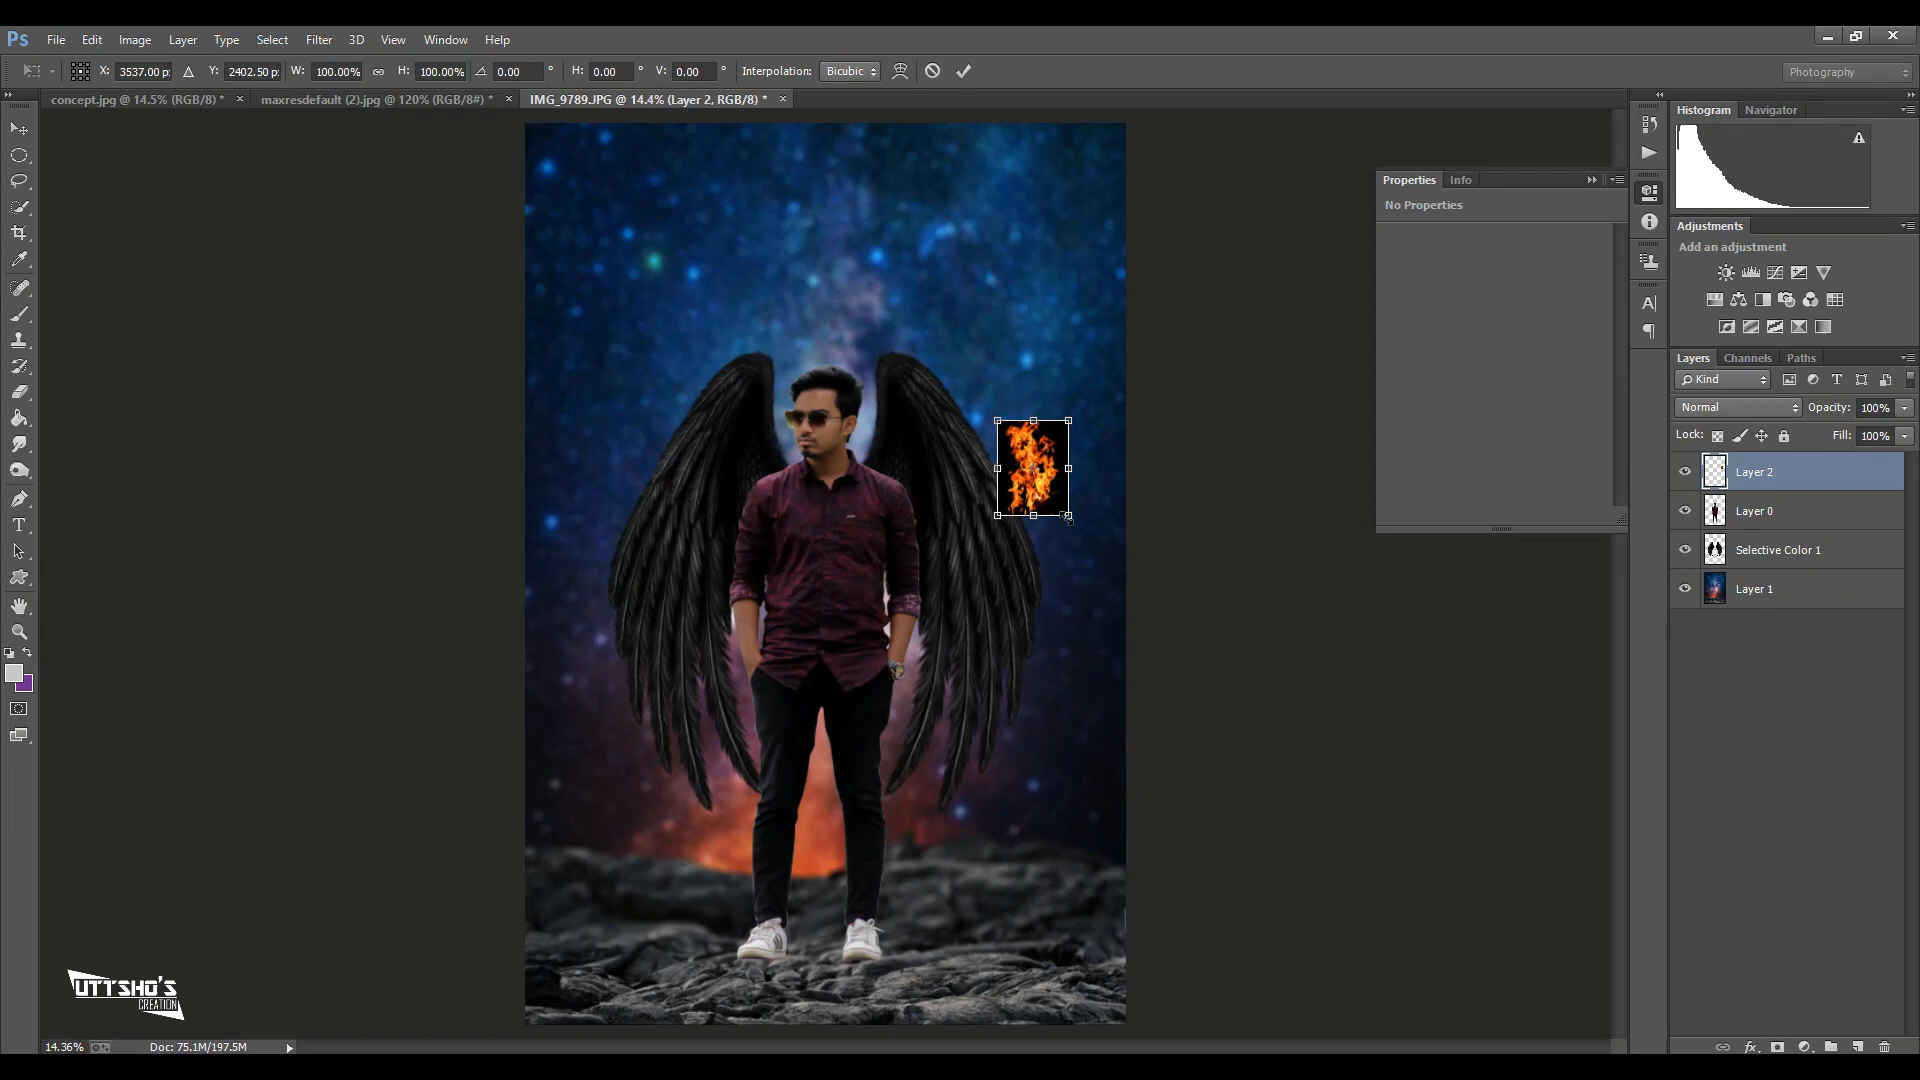 Ps File Edit Image Layer Type Select Filter 3D View Window Help
X: 3537.00 p: Y: 2402.50 p: W: 100.00% H: 100.00% 0.00 ° H: 0.00 ° V: 0.00 ° Interpolation: Bicubic Photography
concept.jpg @ 14.5% (RGB/8) * × maxresdefault (2).jpg @ 120% (RGB/8#) * × IMG_9789.JPG @ 14.4% (Layer 2, RGB/8) * ×
Histogram Navigator
Properties Info
No Properties
Adjustments
Add an adjustment
Layers Channels Paths
Kind
Normal Opacity: 100%
Lock: Fill: 100%
Layer 2
Layer 0
Selective Color 1
Layer 1
UTTSHO'S
CREATION
14.36% Doc: 75.1M/197.5M